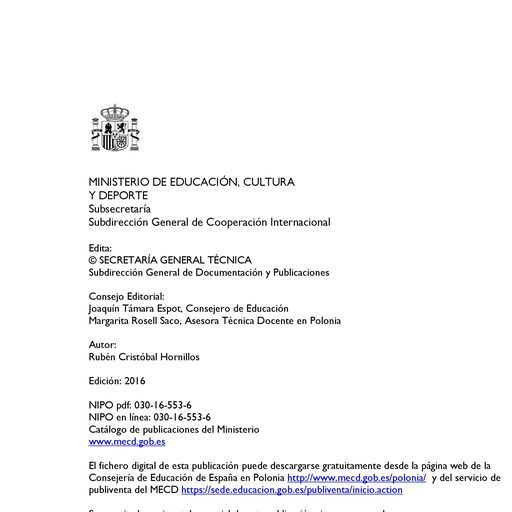 MINISTERIO DE EDUCACIÓN, CULTURA
Y DEPORTE
Subsecretaría
Subdirección General de Cooperación Internacional
Edita:
© SECRETARÍA GENERAL TÉCNICA
Subdirección General de Documentación y Publicaciones
Consejo Editorial:
Joaquín Támara Espot, Consejero de Educación
Margarita Rosell Saco, Asesora Técnica Docente en Polonia
Autor:
Rubén Cristóbal Hornillos
Edición: 2016
NIPO pdf: 030-16-553-6
NIPO en línea: 030-16-553-6
Catálogo de publicaciones del Ministerio
www.mecd.gob.es
El fichero digital de esta publicación puede descargarse gratuitamente desde la página web de la
Consejería de Educación de España en Polonia http://www.mecd.gob.es/polonia/ y del servicio de
publiventa del MECD https://sede.educacion.gob.es/publiventa/inicio.action